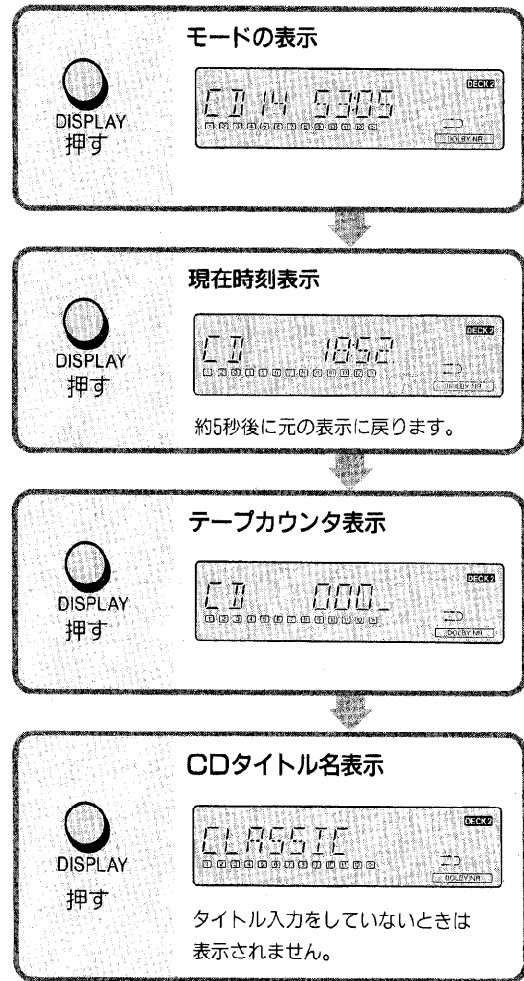 モードの表示
DISPLAY
押す
CD 14 53:05
DECK2
DOLBY NR
現在時刻表示
DISPLAY
押す
CD 18:52
DECK2
DOLBY NR
約5秒後に元の表示に戻ります。
テープカウンタ表示
DISPLAY
押す
CD 000
DECK2
DOLBY NR
CDタイトル名表示
DISPLAY
押す
CLASSIC
DECK2
DOLBY NR
タイトル入力をしていないときは
表示されません。